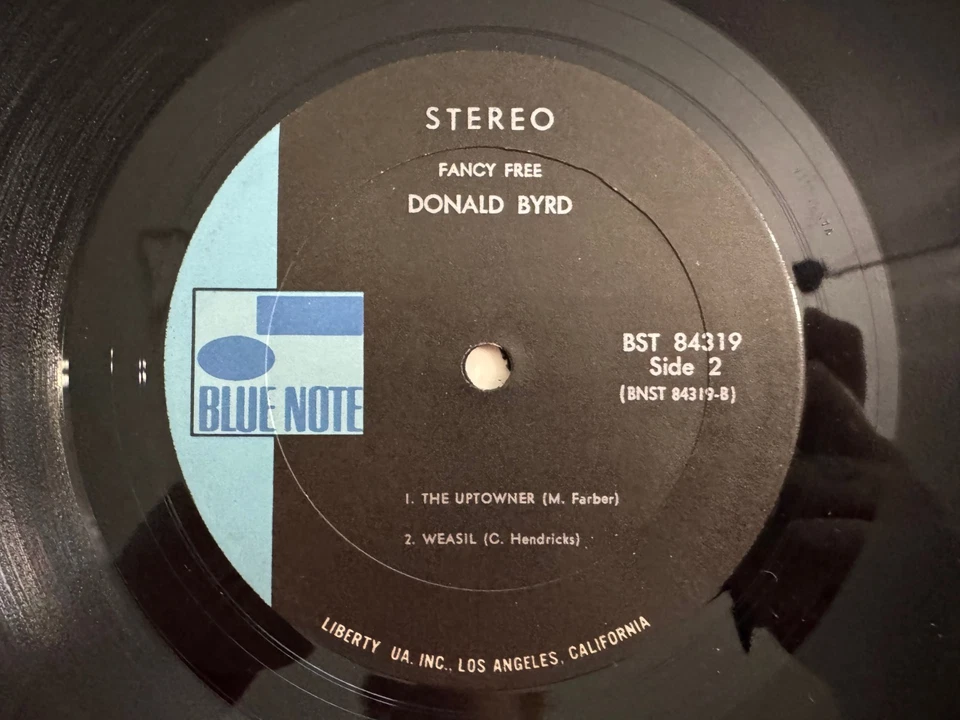 STEREO
FANCY FREE
DONALD BYRD
BST 84319
Side 2
(BNST 84319-B)
BLUE NOTE
1. THE UPTOWNER (M. Farber)
2. WEASIL (C. Hendricks)
LIBERTY UA, INC., LOS ANGELES, CALIFORNIA